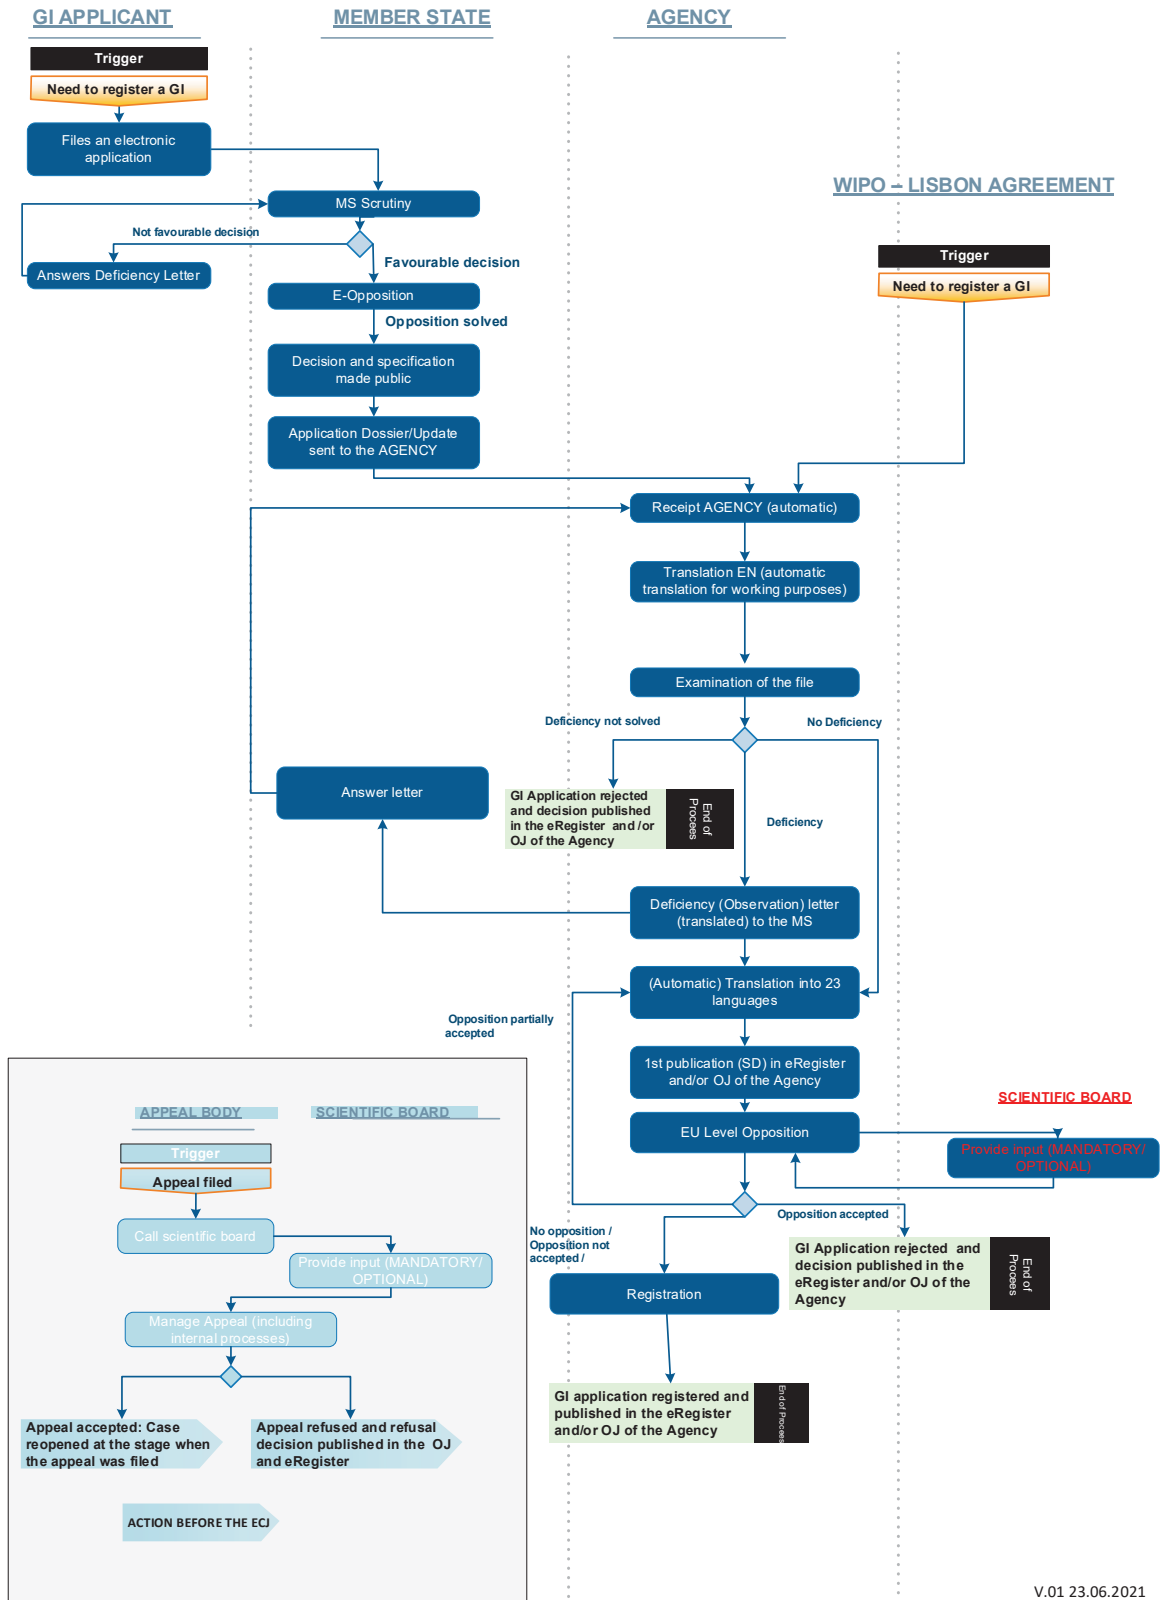 GI APPLICANT
MEMBER STATE
AGENCY
Trigger
Need to register a GI
Files an electronic
application
WIPO – LISBON AGREEMENT
MS Scrutiny
Not favourable decision
Trigger
Favourable decision
Answers Deficiency Letter
Need to register a GI
E-Opposition
Opposition solved
Decision and specification
made public
Application Dossier/Update
sent to the AGENCY
Receipt AGENCY (automatic)
Translation EN (automatic
translation for working purposes)
Examination of the file
Deficiency not solved
No Deficiency
Answer letter
GI Application rejected
and decision published
in the eRegister and /or
OJ of the Agency
End of
Procees
Deficiency
Deficiency (Observation) letter
(translated) to the MS
(Automatic) Translation into 23
languages
Opposition partially
accepted
1st publication (SD) in eRegister
and/or OJ of the Agency
SCIENTIFIC BOARD
EU Level Opposition
Provide input (MANDATORY/
OPTIONAL)
Opposition accepted
No opposition /
Opposition not
accepted /
GI Application rejected and
decision published in the
eRegister and/or OJ of the
Agency
End of
Procees
Registration
GI application registered and
published in the eRegister
and/or OJ of the Agency
End of Procees
APPEAL BODY
SCIENTIFIC BOARD
Trigger
Appeal filed
Call scientific board
Provide input (MANDATORY/
OPTIONAL)
Manage Appeal (including
internal processes)
Appeal accepted: Case
reopened at the stage when
the appeal was filed
Appeal refused and refusal
decision published in the OJ
and eRegister
ACTION BEFORE THE ECJ
V.01 23.06.2021